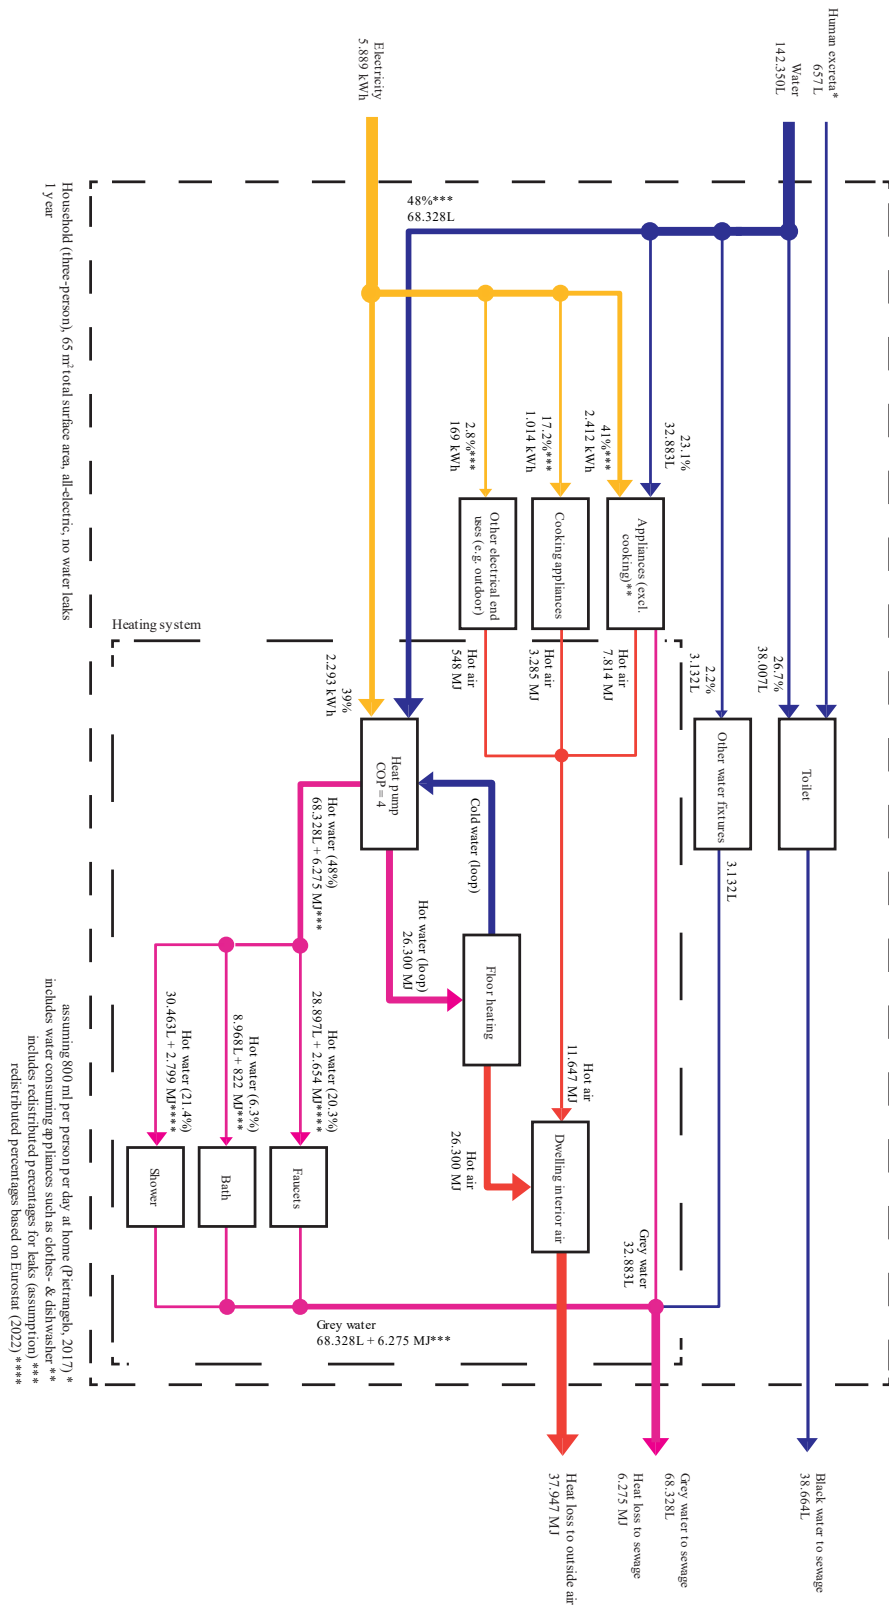 Human excreta*
657L
Water
142.350L
Electricity
5.889 kWh
48%***
68.328L
23.1%
32.883L
41%***
2.412 kWh
17.2%***
1.014 kWh
2.8%***
169 kWh
Appliances (excl.
cooking)**
Cooking appliances
Other electrical end
uses (e.g. outdoor)
Heating system
26.7%
38.007L
2.2%
3.132L
Hot air
7.814 MJ
Hot air
3.285 MJ
Hot air
548 MJ
39%
2.293 kWh
Toilet
Other water fixtures
Heat pump
COP = 4
3.132L
Cold water (loop)
Hot water (loop)
26.300 MJ
Hot water (48%)
68.328L + 6.275 MJ***
Floor heating
Hot air
11.647 MJ
Hot air
26.300 MJ
Hot water (20.3%)
28.897L + 2.654 MJ****
Hot water (6.3%)
8.968L + 822 MJ***
Hot water (21.4%)
30.463L + 2.799 MJ****
Dwelling interior air
Faucets
Bath
Shower
Grey water
32.883L
Grey water
68.328L + 6.275 MJ***
Black water to sewage
38.664L
Grey water to sewage
68.328L
Heat loss to sewage
6.275 MJ
Heat loss to outside air
37.947 MJ
Household (three-person), 65 m² total surface area, all-electric, no water leaks
1 year
assuming 800 ml per person per day at home (Pietrangelo, 2017) *
includes water consuming appliances such as clothes- & dishwasher **
includes redistributed percentages for leaks (assumption) ***
redistributed percentages based on Eurostat (2022) ****